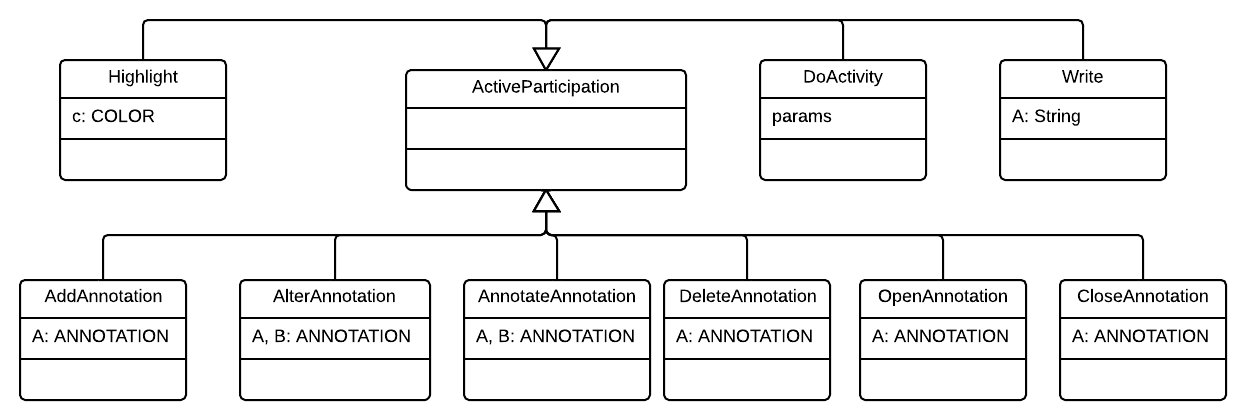 Highlight
c: COLOR
ActiveParticipation
DoActivity
params
Write
A: String
AddAnnotation
A: ANNOTATION
AlterAnnotation
A, B: ANNOTATION
AnnotateAnnotation
A, B: ANNOTATION
DeleteAnnotation
A: ANNOTATION
OpenAnnotation
A: ANNOTATION
CloseAnnotation
A: ANNOTATION